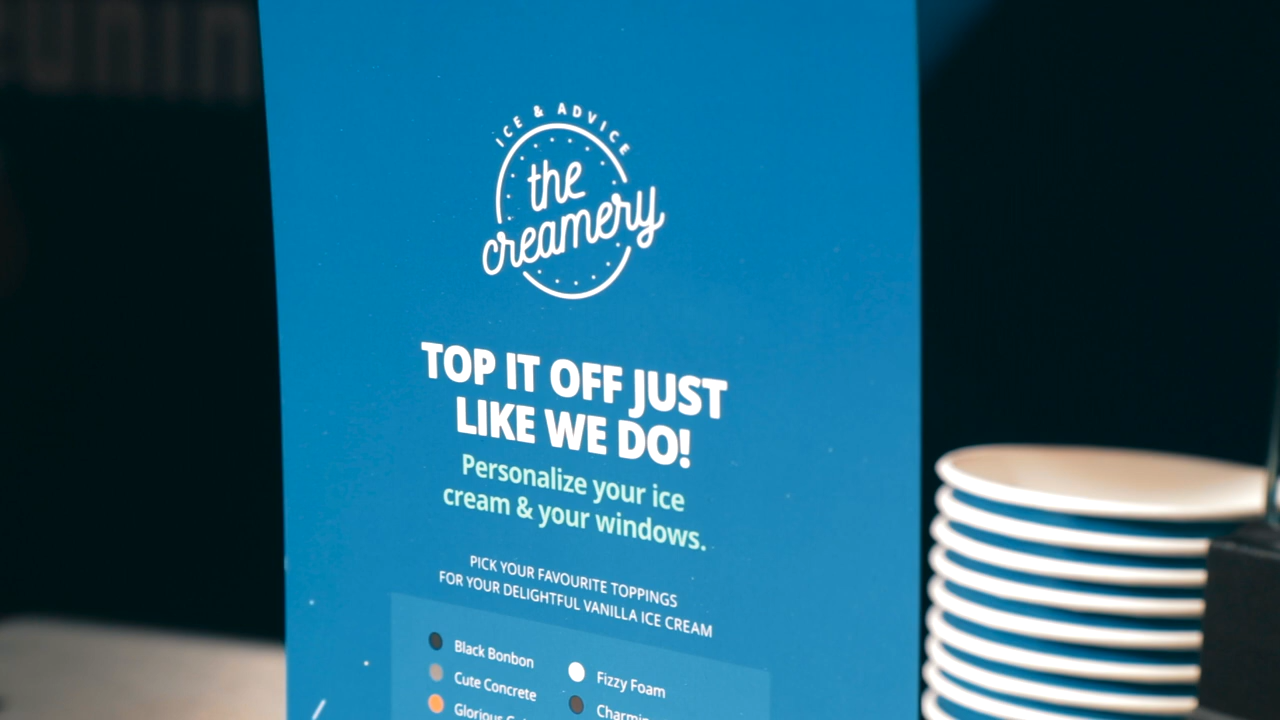 ICE & ADVICE
the
creamery
TOP IT OFF JUST
LIKE WE DO!
Personalize your ice
cream & your windows.
PICK YOUR FAVOURITE TOPPINGS
FOR YOUR DELIGHTFUL VANILLA ICE CREAM
Black Bonbon
Fizzy Foam
Cute Concrete
Glorious